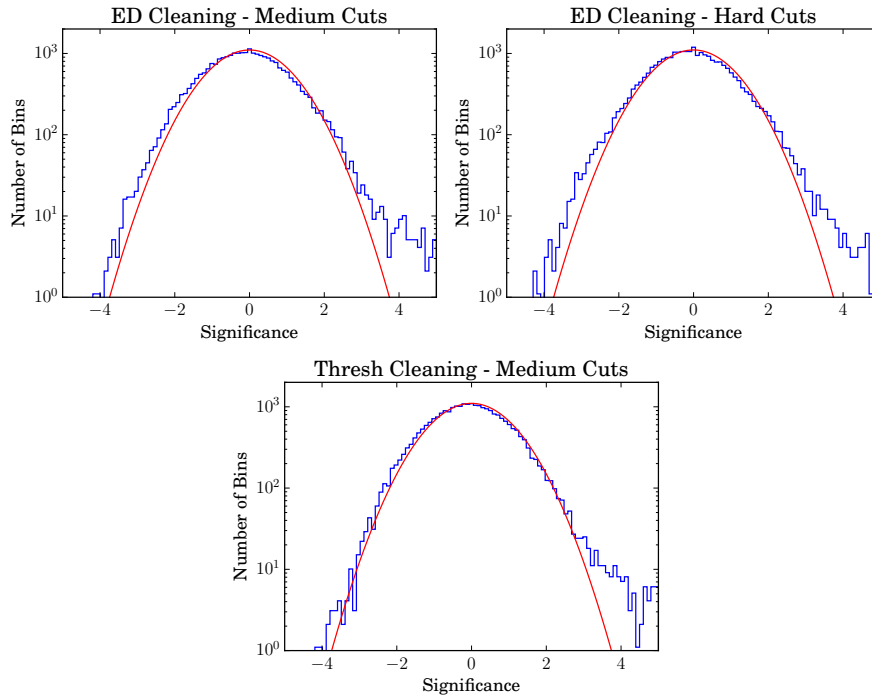 ED Cleaning - Medium Cuts
10^3
10^2
10^1
10^0
Number of Bins
−4 −2 0 2 4
Significance
ED Cleaning - Hard Cuts
10^3
10^2
10^1
10^0
Number of Bins
−4 −2 0 2 4
Significance
Thresh Cleaning - Medium Cuts
10^3
10^2
10^1
10^0
Number of Bins
−4 −2 0 2 4
Significance